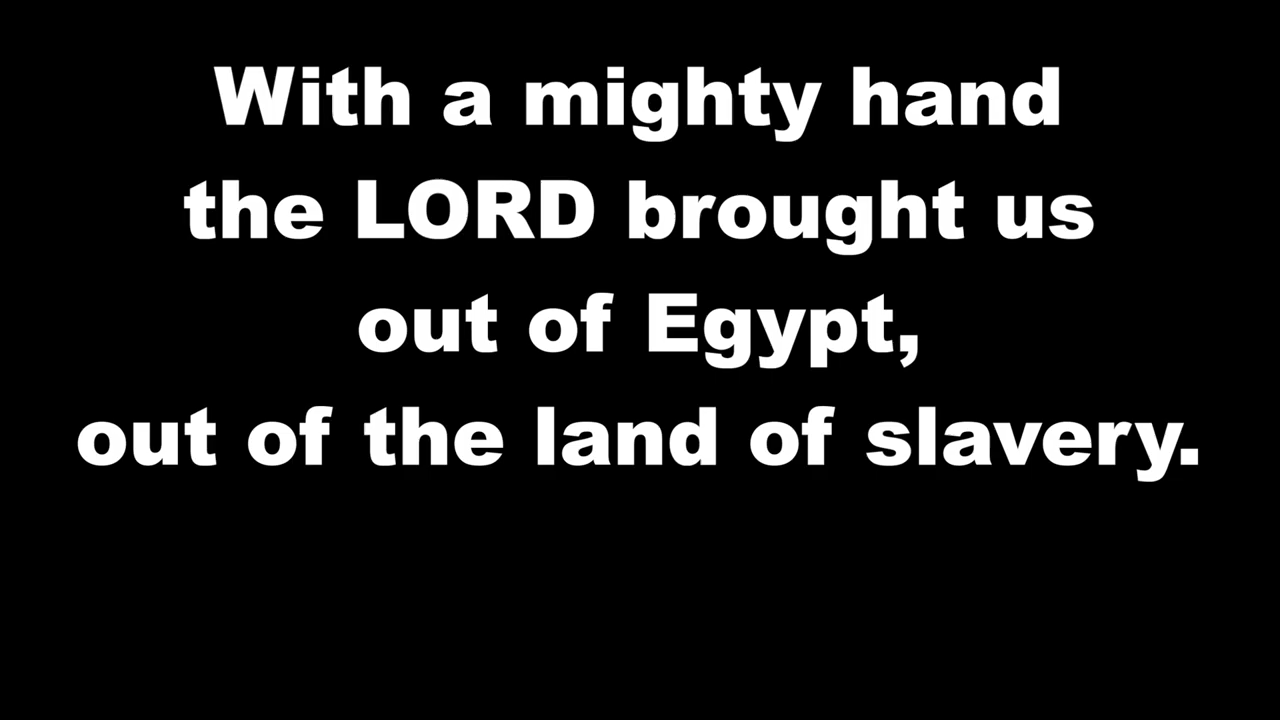 With a mighty hand
the LORD brought us
out of Egypt,
out of the land of slavery.